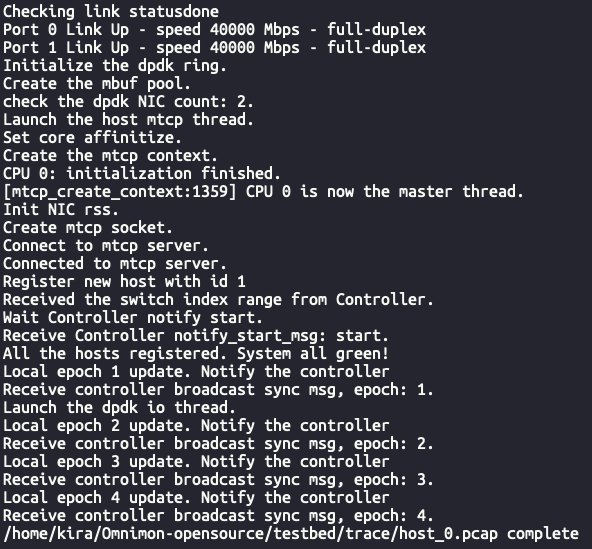 Checking link statusdone
Port 0 Link Up - speed 40000 Mbps - full-duplex
Port 1 Link Up - speed 40000 Mbps - full-duplex
Initialize the dpdk ring.
Create the mbuf pool.
check the dpdk NIC count: 2.
Launch the host mtcp thread.
Set core affinitize.
Create the mtcp context.
CPU 0: initialization finished.
[mtcp_create_context:1359] CPU 0 is now the master thread.
Init NIC rss.
Create mtcp socket.
Connect to mtcp server.
Connected to mtcp server.
Register new host with id 1
Received the switch index range from Controller.
Wait Controller notify start.
Receive Controller notify_start_msg: start.
All the hosts registered. System all green!
Local epoch 1 update. Notify the controller
Receive controller broadcast sync msg, epoch: 1.
Launch the dpdk io thread.
Local epoch 2 update. Notify the controller
Receive controller broadcast sync msg, epoch: 2.
Local epoch 3 update. Notify the controller
Receive controller broadcast sync msg, epoch: 3.
Local epoch 4 update. Notify the controller
Receive controller broadcast sync msg, epoch: 4.
/home/kira/Omnimon-opensource/testbed/trace/host_0.pcap complete